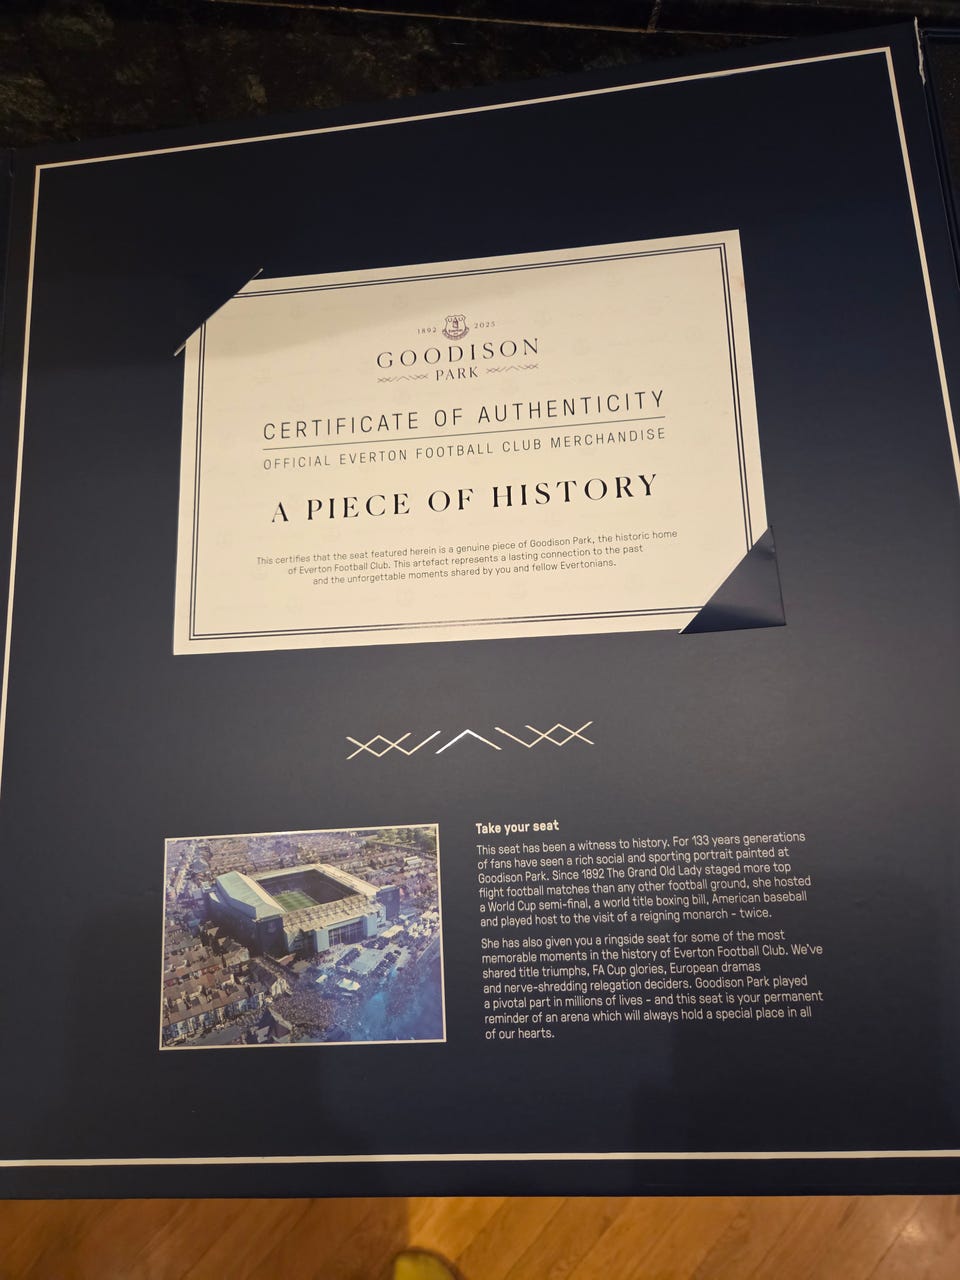 1892 2025
GOODISON
PARK
CERTIFICATE OF AUTHENTICITY
OFFICIAL EVERTON FOOTBALL CLUB MERCHANDISE
A PIECE OF HISTORY
This certifies that the seat featured herein is a genuine piece of Goodison Park, the historic home
of Everton Football Club. This artefact represents a lasting connection to the past
and the unforgettable moments shared by you and fellow Evertonians.
Take your seat
This seat has been a witness to history. For 133 years generations
of fans have seen a rich social and sporting portrait painted at
Goodison Park. Since 1892 The Grand Old Lady staged more top
flight football matches than any other football ground, she hosted
a World Cup semi-final, a world title boxing bill, American baseball
and played host to the visit of a reigning monarch - twice.
She has also given you a ringside seat for some of the most
memorable moments in the history of Everton Football Club. We've
shared title triumphs, FA Cup glories, European dramas
and nerve-shredding relegation deciders. Goodison Park played
a pivotal part in millions of lives - and this seat is your permanent
reminder of an arena which will always hold a special place in all
of our hearts.